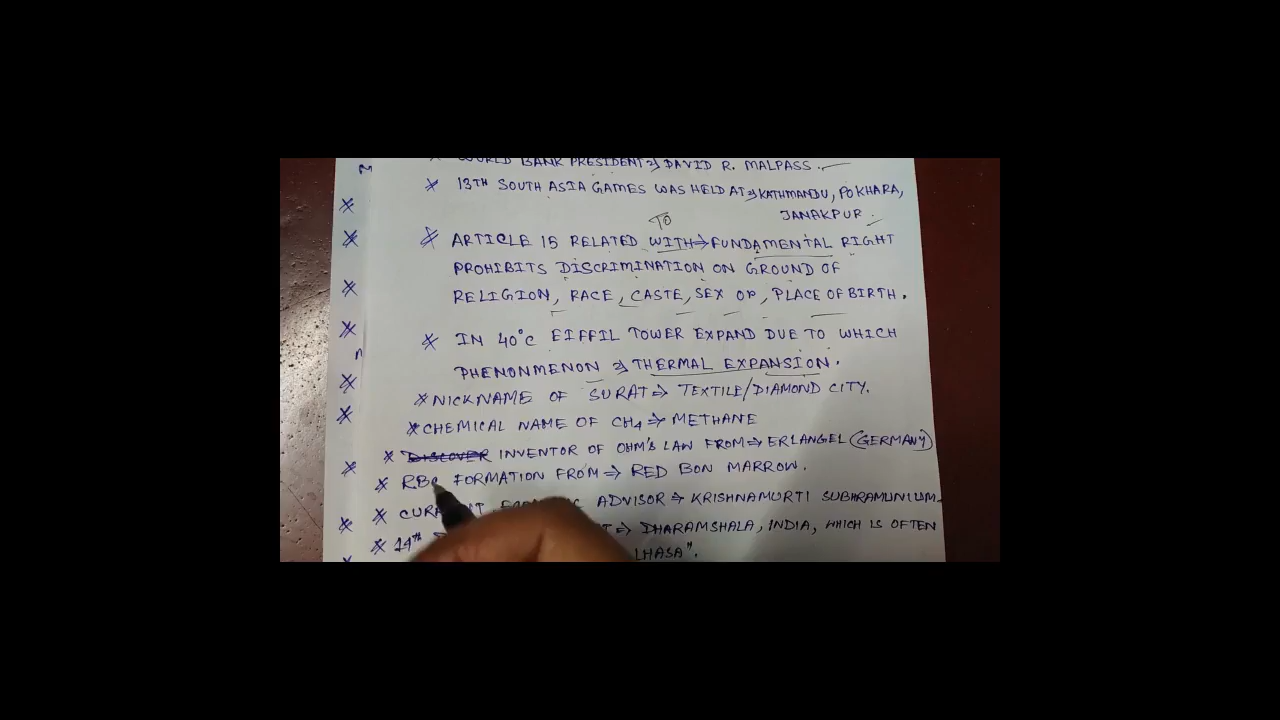 WORLD BANK PRESIDENT ⇒ DAVID R. MALPASS.
* 13TH SOUTH ASIA GAMES WAS HELD AT ⇒ KATHMANDU, POKHARA,
JANAKPUR.
TO
* ARTICLE 15 RELATED WITH ⇒ FUNDAMENTAL RIGHT
PROHIBITS DISCRIMINATION ON GROUND OF
RELIGION, RACE, CASTE, SEX OR, PLACE OF BIRTH.
* IN 40°C EIFFIL TOWER EXPAND DUE TO WHICH
PHENONMENON ⇒ THERMAL EXPANSION.
* NICKNAME OF SURAT ⇒ TEXTILE/DIAMOND CITY.
* CHEMICAL NAME OF CH4 ⇒ METHANE
* DISCOVER INVENTOR OF OHM'S LAW FROM ⇒ ERLANGEL (GERMANY)
* RBC FORMATION FROM ⇒ RED BON MARROW.
* ADVISOR ⇒ KRISHNAMURTI SUBHRAMUNIUM.
* 14th ⇒ DHARAMSHALA, INDIA, WHICH IS OFTEN
LHASA".